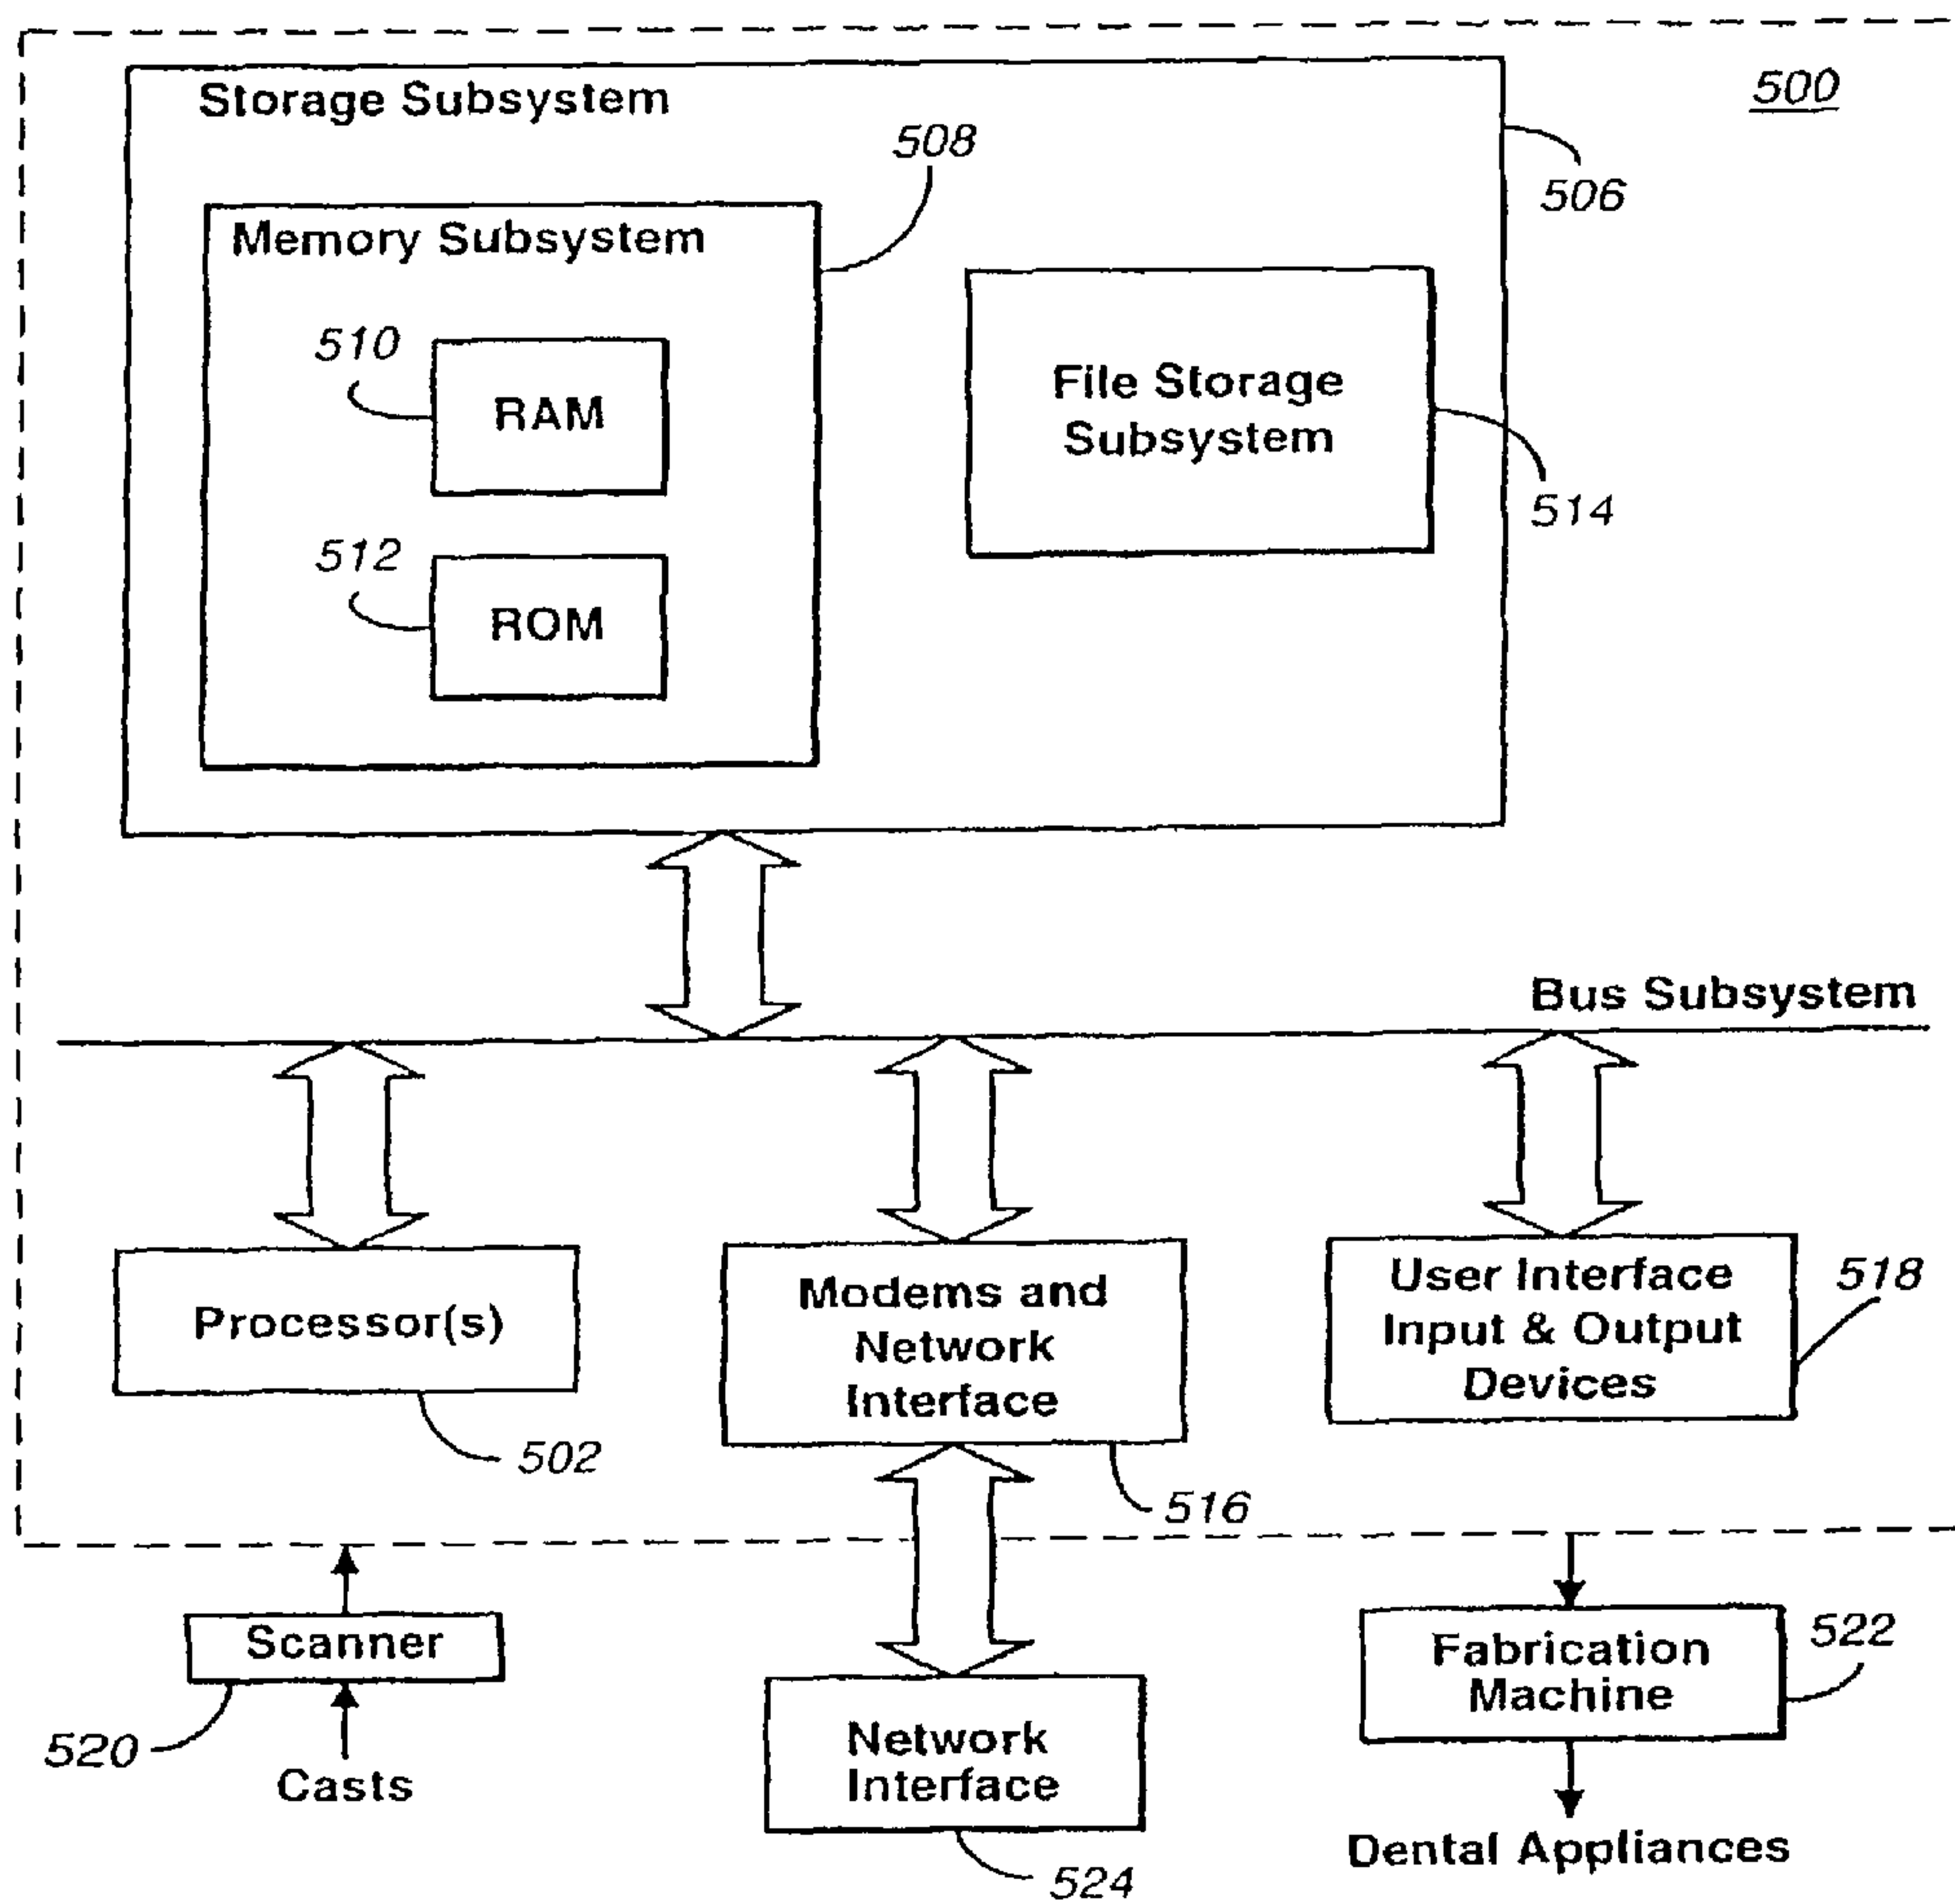 500
Storage Subsystem
508
506
Memory Subsystem
510
RAM
File Storage
Subsystem
514
512
ROM
Bus Subsystem
Processor(s)
502
Modems and
Network
Interface
516
User Interface
Input & Output
Devices
518
Scanner
520
Casts
Network
Interface
524
Fabrication
Machine
522
Dental Appliances